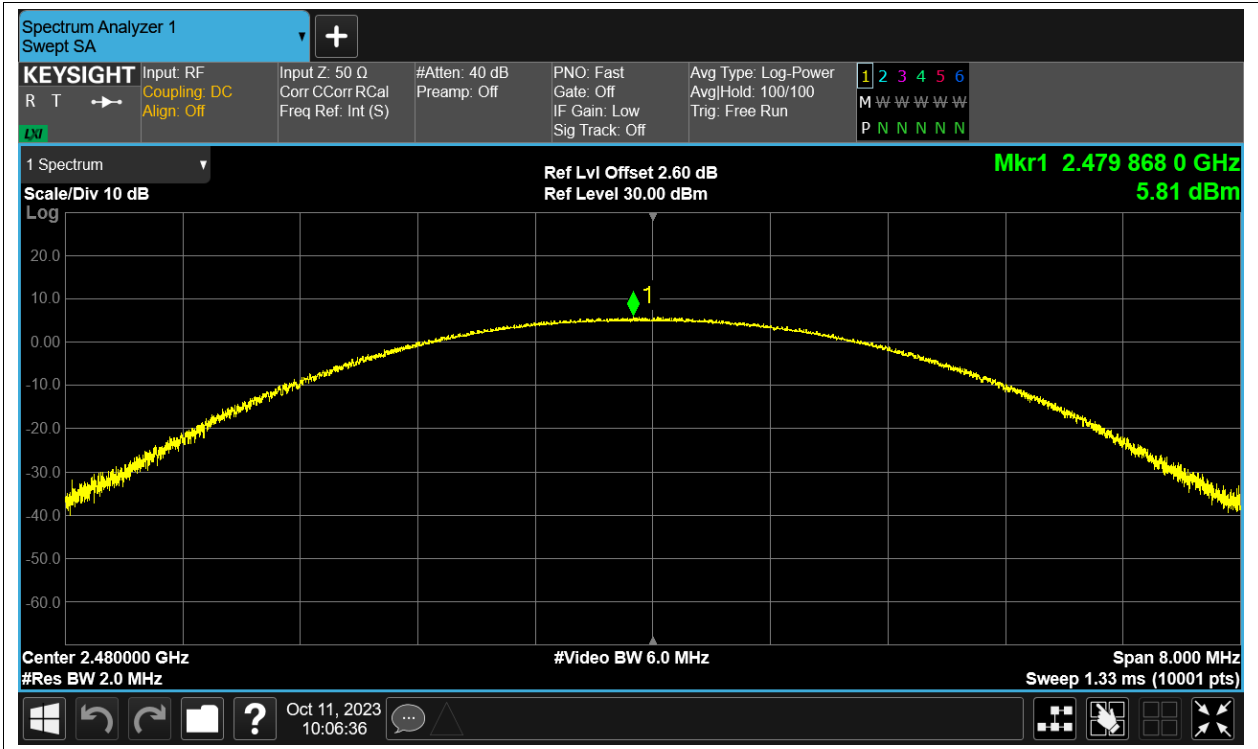 Spectrum Analyzer 1
Swept SA
KEYSIGHT
R T
LXI
Input: RF
Coupling: DC
Align: Off
Input Z: 50 Ω
Corr CCorr RCal
Freq Ref: Int (S)
#Atten: 40 dB
Preamp: Off
PNO: Fast
Gate: Off
IF Gain: Low
Sig Track: Off
Avg Type: Log-Power
Avg|Hold: 100/100
Trig: Free Run
1 2 3 4 5 6
M W W W W W
P N N N N N
1 Spectrum
Scale/Div 10 dB
Log
Ref Lvl Offset 2.60 dB
Ref Level 30.00 dBm
Mkr1 2.479 868 0 GHz
5.81 dBm
20.0
10.0
1
0.00
-10.0
-20.0
-30.0
-40.0
-50.0
-60.0
Center 2.480000 GHz
#Video BW 6.0 MHz
Span 8.000 MHz
#Res BW 2.0 MHz
Sweep 1.33 ms (10001 pts)
?
Oct 11, 2023
10:06:36